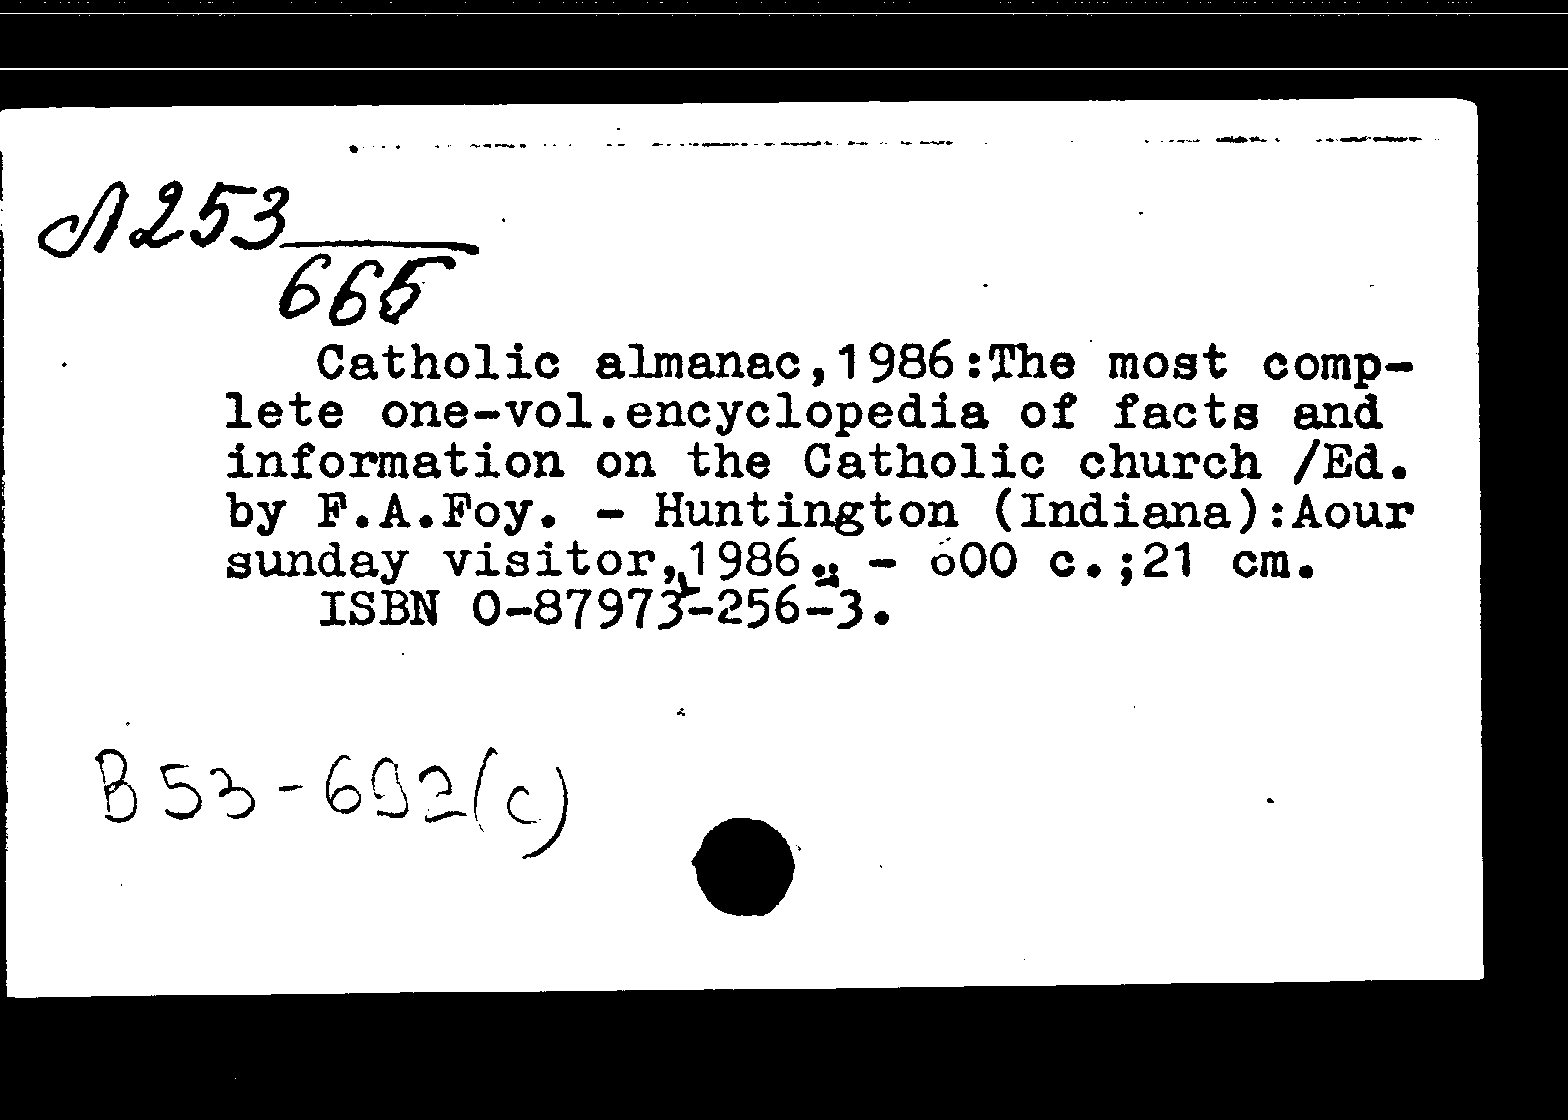 Л253
665
Catholic almanac,1986:The most comp-
lete one-vol.encyclopedia of facts and
information on the Catholic church /Ed.
by F.A.Foy. - Huntington (Indiana):Aour
sunday visitor,1986. - 600 c.;21 cm.
ISBN 0-87973-256-3.
B53-692(c)